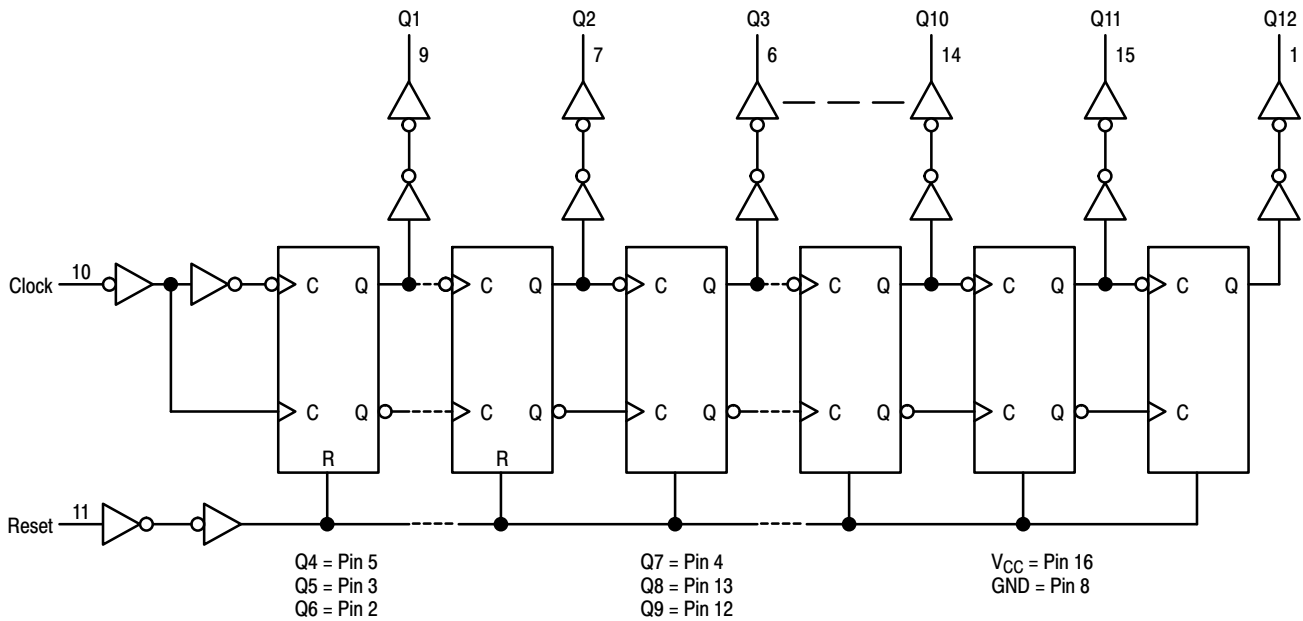 Q1 Q2 Q3 Q10 Q11 Q12
9 7 6 14 15 1
Clock 10 C Q C Q C Q C Q C Q C Q
C Q C Q C Q C Q C Q C
R R
Reset 11
Q4 = Pin 5
Q5 = Pin 3
Q6 = Pin 2
Q7 = Pin 4
Q8 = Pin 13
Q9 = Pin 12
VCC = Pin 16
GND = Pin 8